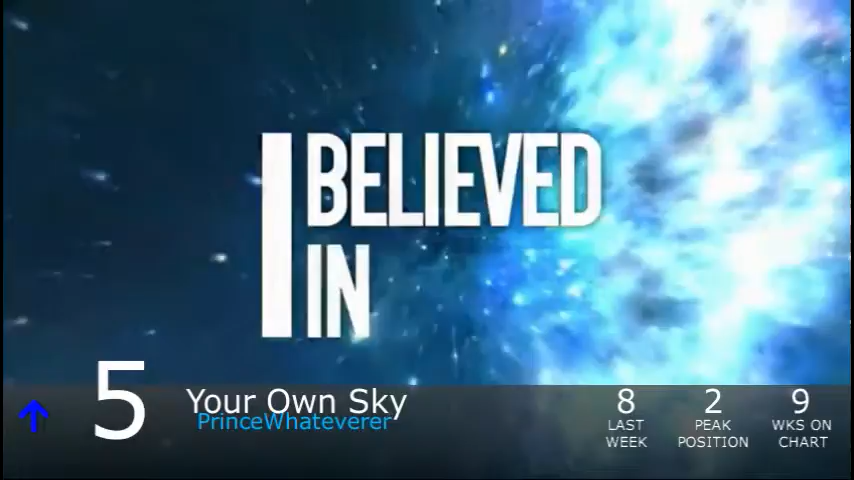 I BELIEVED
IN
5
Your Own Sky
PrinceWhateverer
8
LAST
WEEK
2
PEAK
POSITION
9
WKS ON
CHART